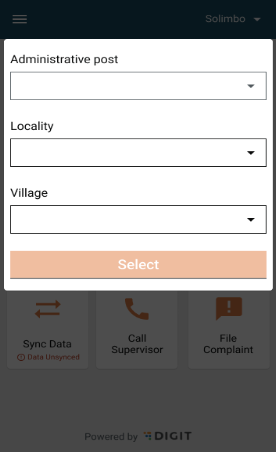 Solimbo
Administrative post
Locality
Village
Select
Sync Data
Data Unsynced
Call
Supervisor
File
Complaint
Powered by DIGIT